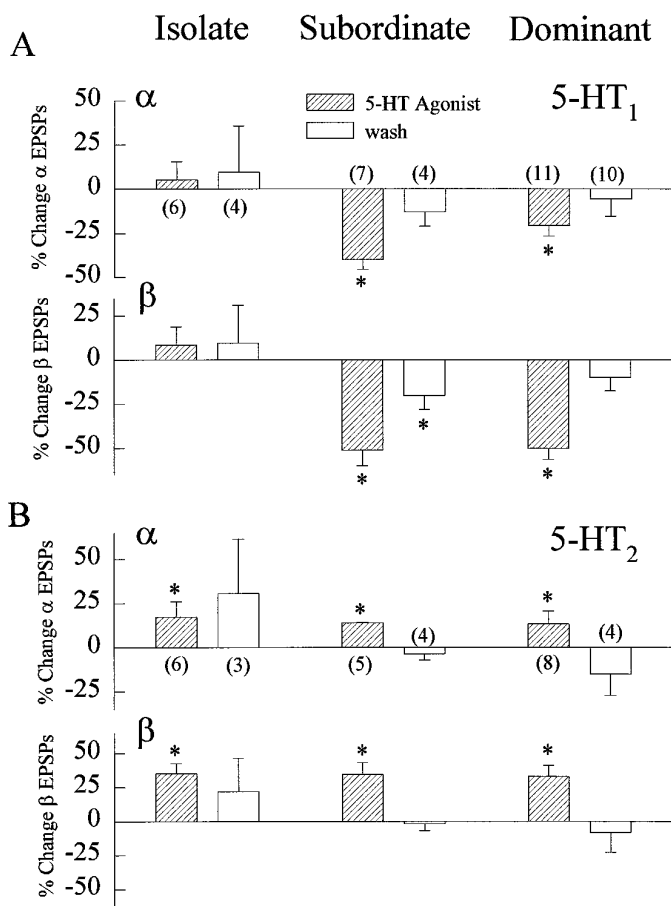 Isolate Subordinate Dominant
A
α
5-HT1
5-HT Agonist
wash
% Change α EPSPs
50
25
0
-25
-50
(6) (4) (7) (4) (11) (10)
* *
β
% Change β EPSPs
25
0
-25
-50
* * *
B
α
5-HT2
% Change α EPSPs
50
25
0
-25
* * *
(6) (3) (5) (4) (8) (4)
β
% Change β EPSPs
50
25
0
-25
-50
* * *